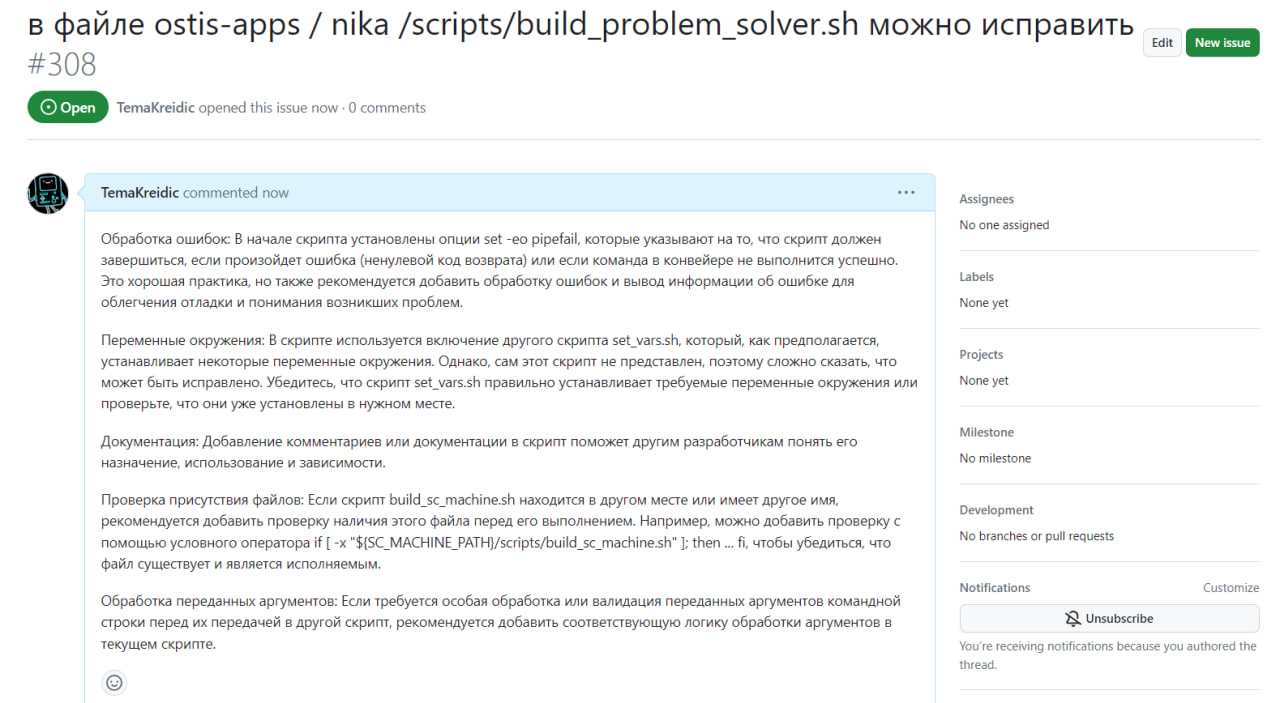 в файле ostis-apps / nika /scripts/build_problem_solver.sh можно исправить
#308
Edit
New issue
Open
TemaKreidic opened this issue now · 0 comments
TemaKreidic commented now
Обработка ошибок: В начале скрипта установлены опции set -eo pipefail, которые указывают на то, что скрипт должен
завершиться, если произойдет ошибка (ненулевой код возврата) или если команда в конвейере не выполнится успешно.
Это хорошая практика, но также рекомендуется добавить обработку ошибок и вывод информации об ошибке для
облегчения отладки и понимания возникших проблем.
Переменные окружения: В скрипте используется включение другого скрипта set_vars.sh, который, как предполагается,
устанавливает некоторые переменные окружения. Однако, сам этот скрипт не представлен, поэтому сложно сказать, что
может быть исправлено. Убедитесь, что скрипт set_vars.sh правильно устанавливает требуемые переменные окружения или
проверьте, что они уже установлены в нужном месте.
Документация: Добавление комментариев или документации в скрипт поможет другим разработчикам понять его
назначение, использование и зависимости.
Проверка присутствия файлов: Если скрипт build_sc_machine.sh находится в другом месте или имеет другое имя,
рекомендуется добавить проверку наличия этого файла перед его выполнением. Например, можно добавить проверку с
помощью условного оператора if [ -x "${SC_MACHINE_PATH}/scripts/build_sc_machine.sh" ]; then ... fi, чтобы убедиться, что
файл существует и является исполняемым.
Обработка переданных аргументов: Если требуется особая обработка или валидация переданных аргументов командной
строки перед их передачей в другой скрипт, рекомендуется добавить соответствующую логику обработки аргументов в
текущем скрипте.
Assignees
No one assigned
Labels
None yet
Projects
None yet
Milestone
No milestone
Development
No branches or pull requests
Notifications
Customize
Unsubscribe
You're receiving notifications because you authored the
thread.